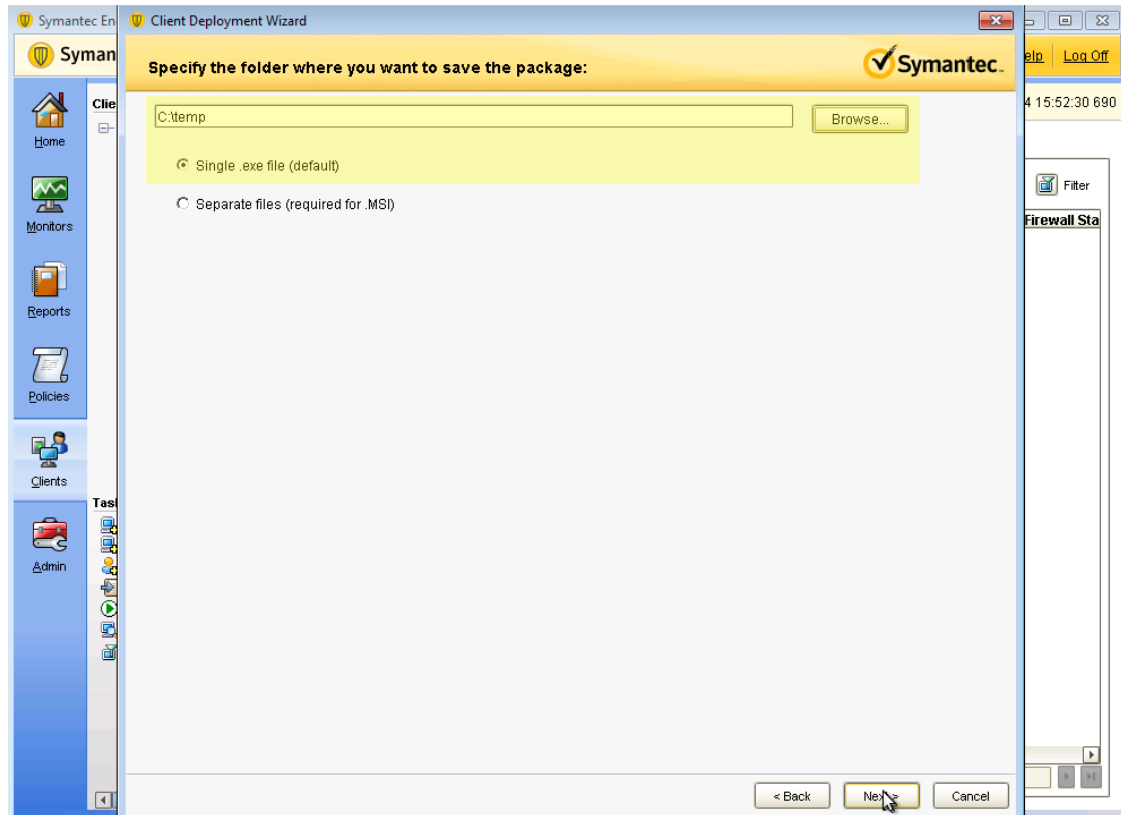 Symantec En
Client Deployment Wizard
Syman
Specify the folder where you want to save the package:
Symantec.
elp Log Off
Clie
4 15:52:30 690
C:\temp
Browse...
Home
Single .exe file (default)
Filter
Separate files (required for .MSI)
Monitors
Firewall Sta
Reports
Policies
Clients
Tas
Admin
< Back
Next >
Cancel